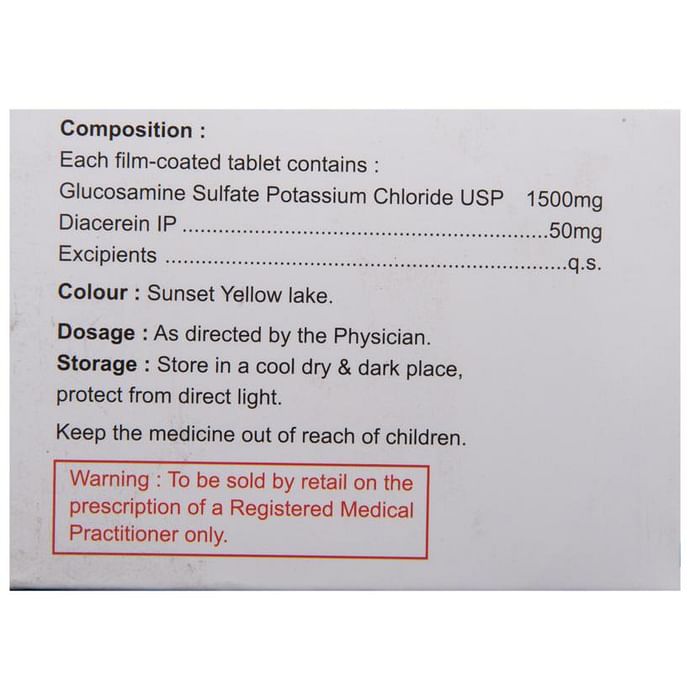 Composition :
Each film-coated tablet contains :
Glucosamine Sulfate Potassium Chloride USP 1500mg
Diacerein IP ............................................................50mg
Excipients ...................................................................q.s.
Colour : Sunset Yellow lake.
Dosage : As directed by the Physician.
Storage : Store in a cool dry & dark place,
protect from direct light.
Keep the medicine out of reach of children.
Warning : To be sold by retail on the
prescription of a Registered Medical
Practitioner only.